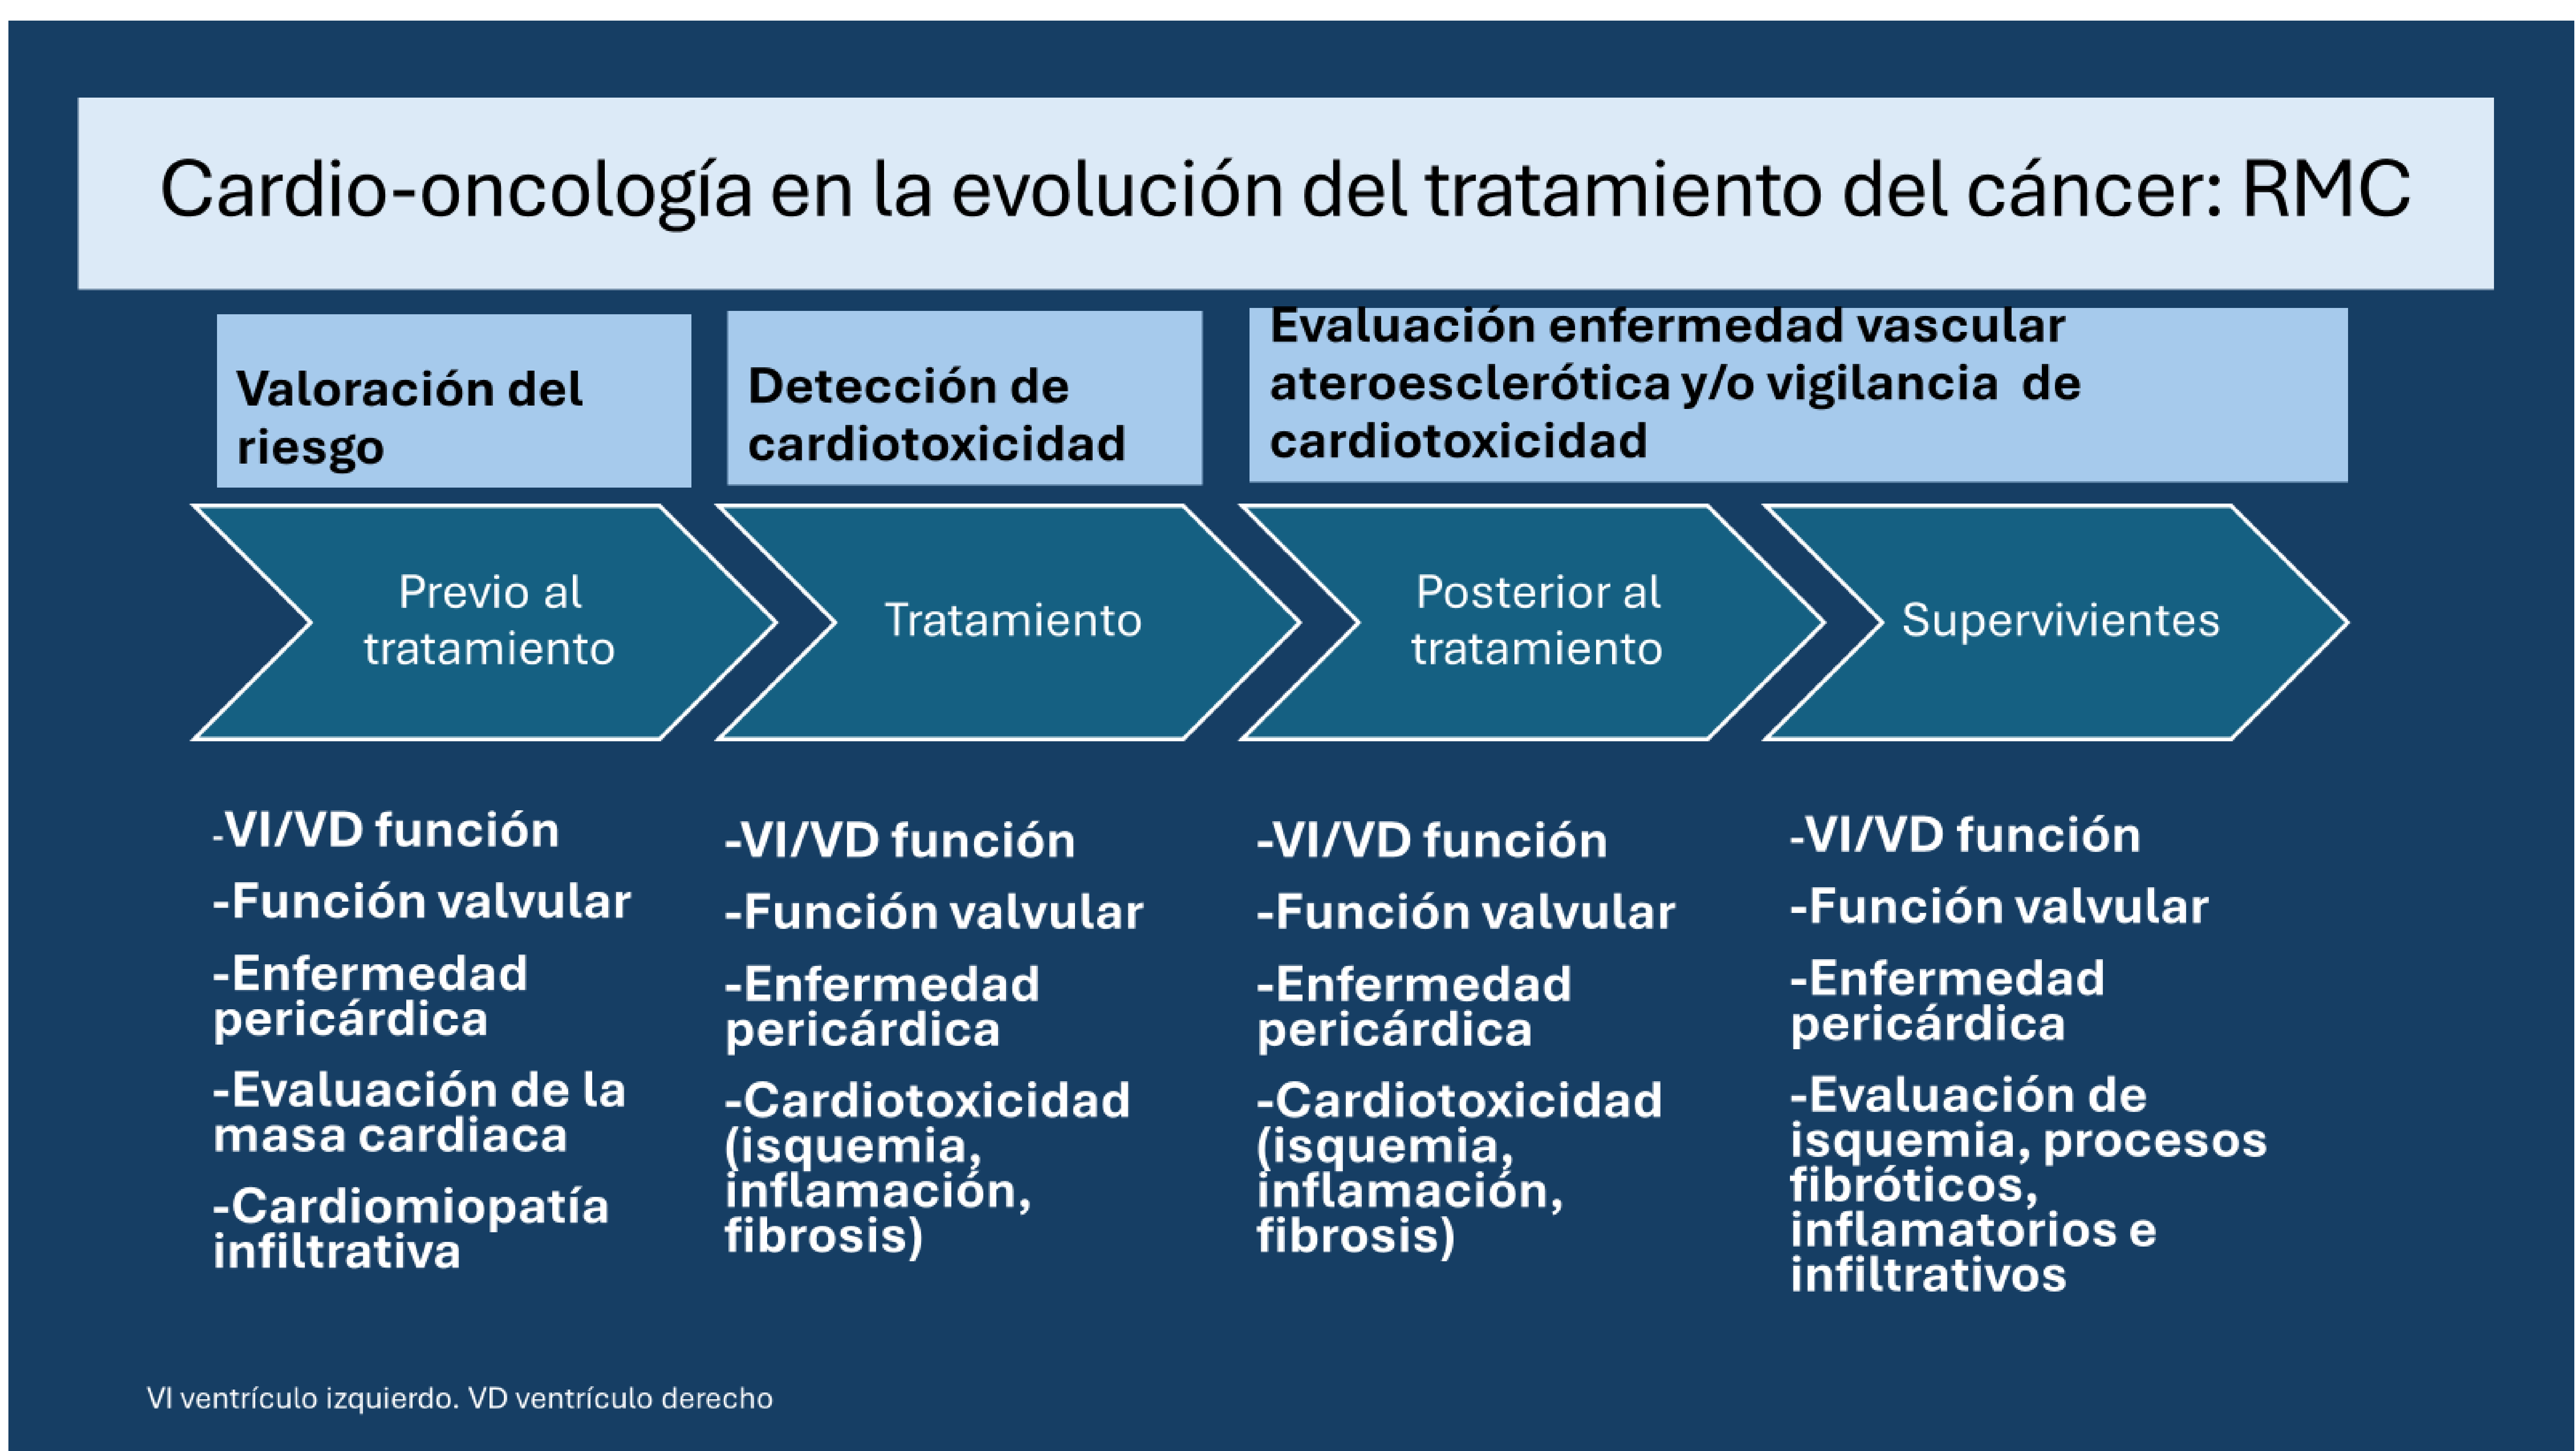 Cardio-oncología en la evolución del tratamiento del cáncer: RMC
Valoración del
riesgo
Detección de
cardiotoxicidad
Evaluación enfermedad vascular
ateroesclerótica y/o vigilancia  de
cardiotoxicidad
Previo al
tratamiento
Tratamiento
Posterior al
tratamiento
Supervivientes
-VI/VD función
-Función valvular
-Enfermedad
pericárdica
-Evaluación de la
masa cardiaca
-Cardiomiopatía
infiltrativa
-VI/VD función
-Función valvular
-Enfermedad
pericárdica
-Cardiotoxicidad
(isquemia,
inflamación,
fibrosis)
-VI/VD función
-Función valvular
-Enfermedad
pericárdica
-Cardiotoxicidad
(isquemia,
inflamación,
fibrosis)
-VI/VD función
-Función valvular
-Enfermedad
pericárdica
-Evaluación de
isquemia, procesos
fibróticos,
inflamatorios e
infiltrativos
VI ventrículo izquierdo. VD ventrículo derecho